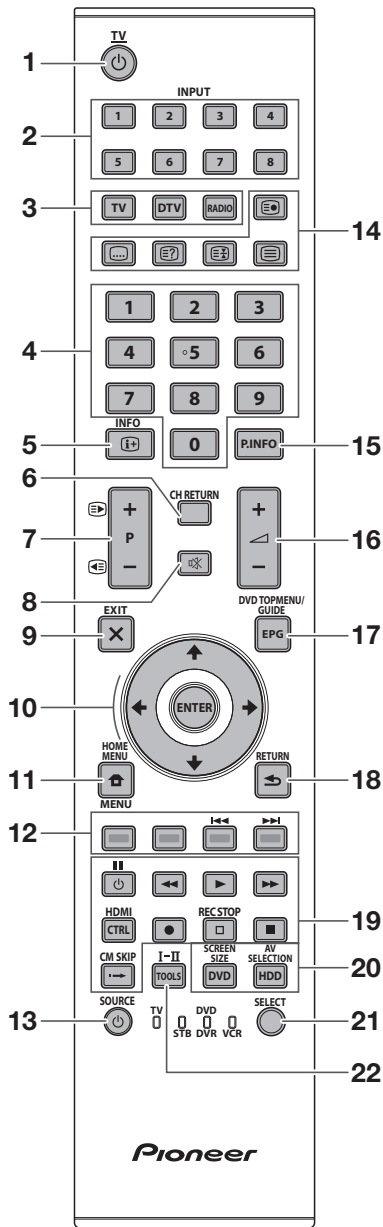 TV
1
INPUT
1 2 3 4
2
5 6 7 8
3
TV DTV RADIO
14
1 2 3
4
4 5 6
7 8 9
INFO
5
i+
0
P.INFO
15
6
CH RETURN
+
P
−
7
+
−
16
8
EXIT
9
DVD TOPMENU/
GUIDE
EPG
17
10
ENTER
HOME
MENU
11
MENU
RETURN
18
12
HDMI
CTRL
REC STOP
19
CM SKIP
I-II
TOOLS
SCREEN
SIZE
DVD
AV
SELECTION
HDD
20
SOURCE
13
TV
STB
DVD
DVR
VCR
SELECT
21
22
Pioneer